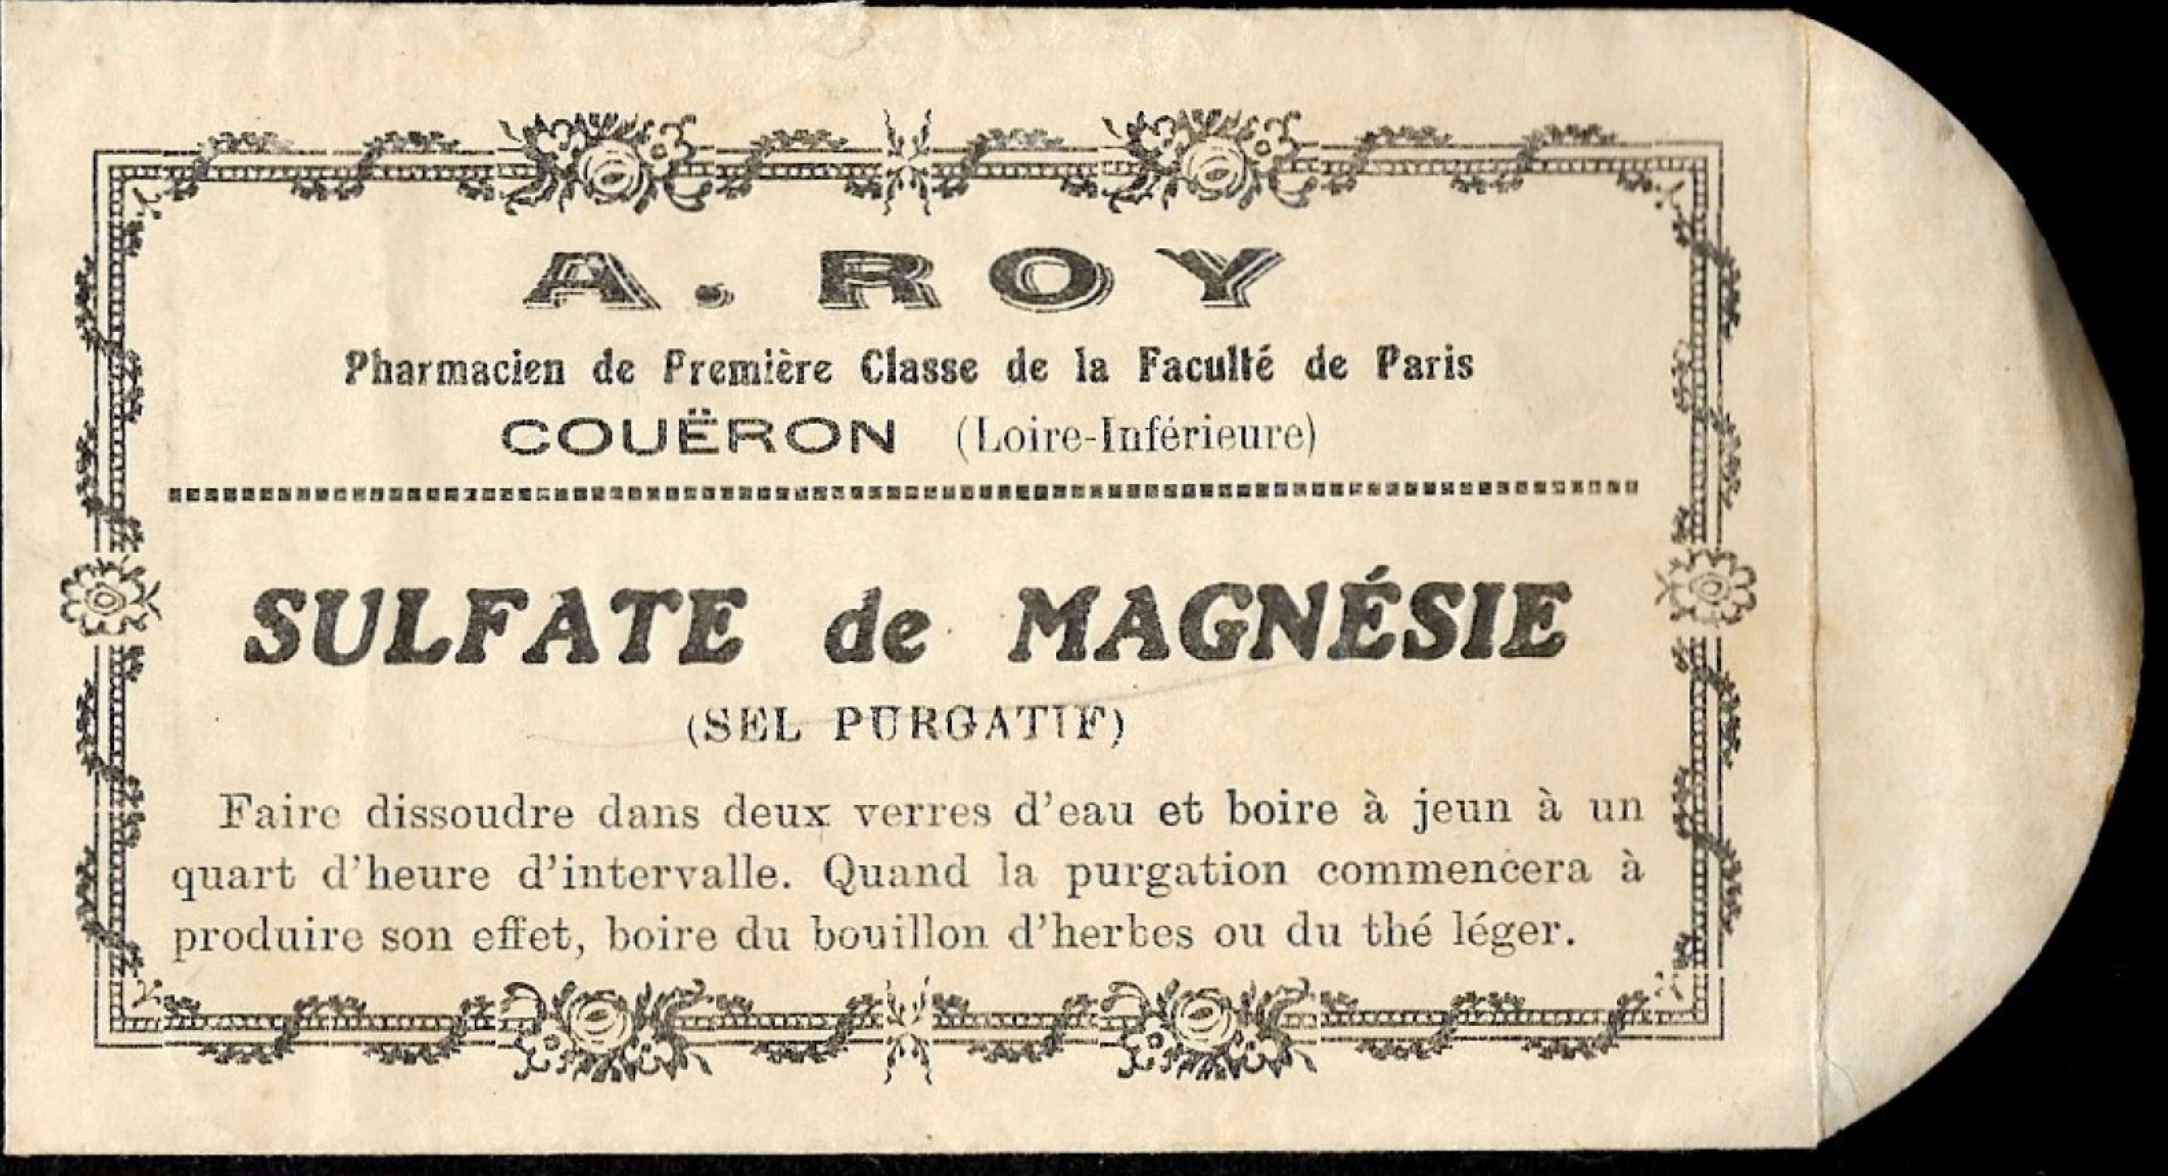 A. ROY
Pharmacien de Première Classe de la Faculté de Paris
COUËRON (Loire-Inférieure)
SULFATE de MAGNÉSIE
(SEL PURGATIF)
Faire dissoudre dans deux verres d'eau et boire à jeun à un
quart d'heure d'intervalle. Quand la purgation commencera à
produire son effet, boire du bouillon d'herbes ou du thé léger.